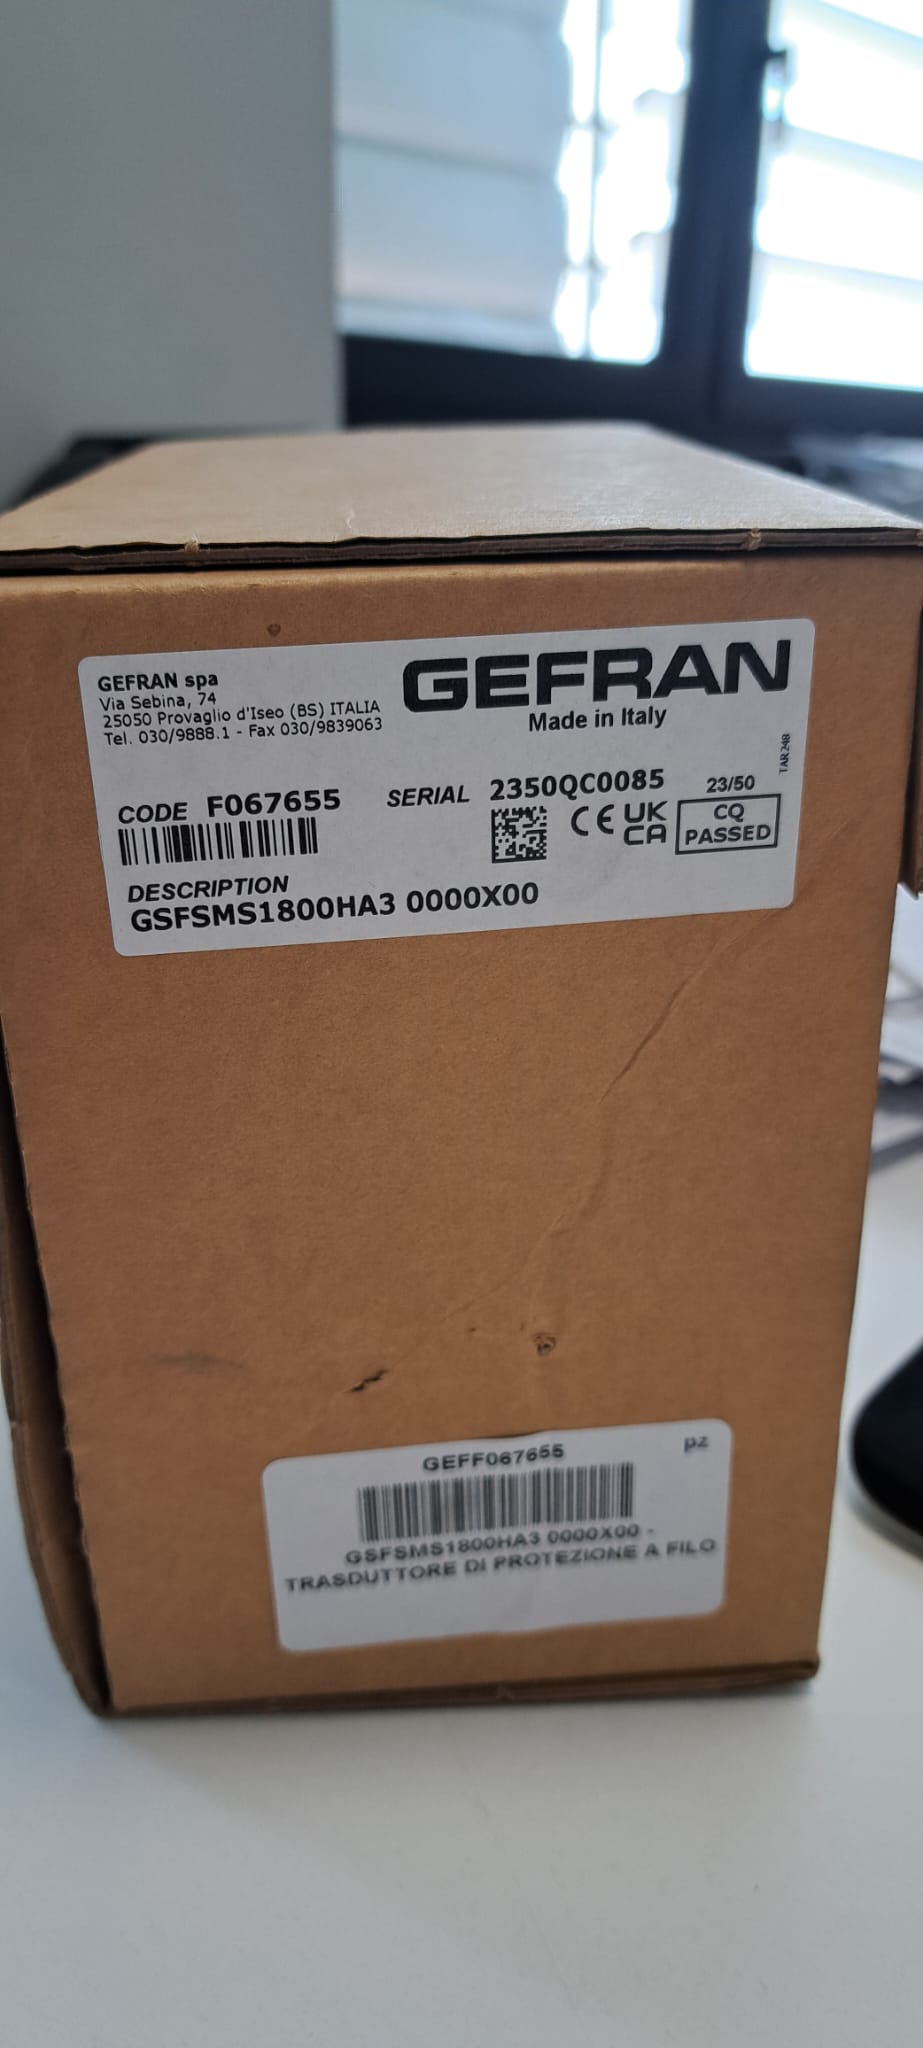 GEFRAN spa
Via Sebina, 74
25050 Provaglio d'Iseo (BS) ITALIA
Tel. 030/9888.1 - Fax 030/9839063
GEFRAN
Made in Italy
TAR248
CODE F067655
SERIAL 2350QC0085
23/50
CE UK
CA
CQ
PASSED
DESCRIPTION
GSFSMS1800HA3 0000X00
GEFF067655
pz
GSFSMS1800HA3 0000X00 -
TRASDUTTORE DI PROTEZIONE A FILO